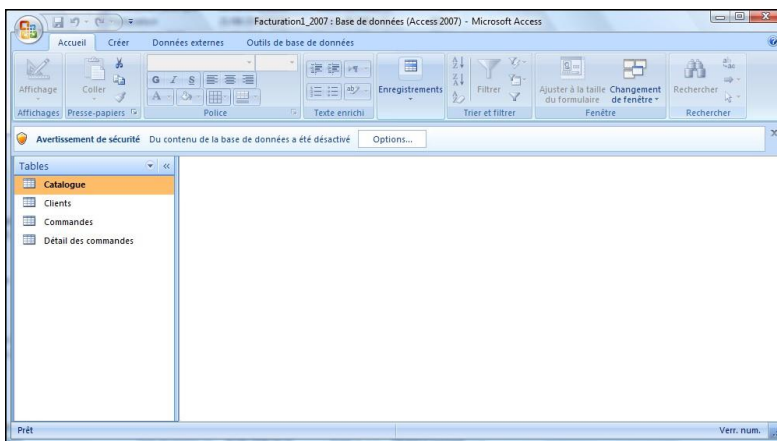 Facturation1_2007 : Base de données (Access 2007) - Microsoft Access
Accueil Créer Données externes Outils de base de données
Affichage Coller G I S Enregistrements Filtrer Ajuster à la taille du formulaire Changement de fenêtre Rechercher
Affichages Presse-papiers Police Texte enrichi Trier et filtrer Fenêtre Rechercher
Avertissement de sécurité Du contenu de la base de données a été désactivé Options...
Tables
Catalogue
Clients
Commandes
Détail des commandes
Prêt Verr. num.